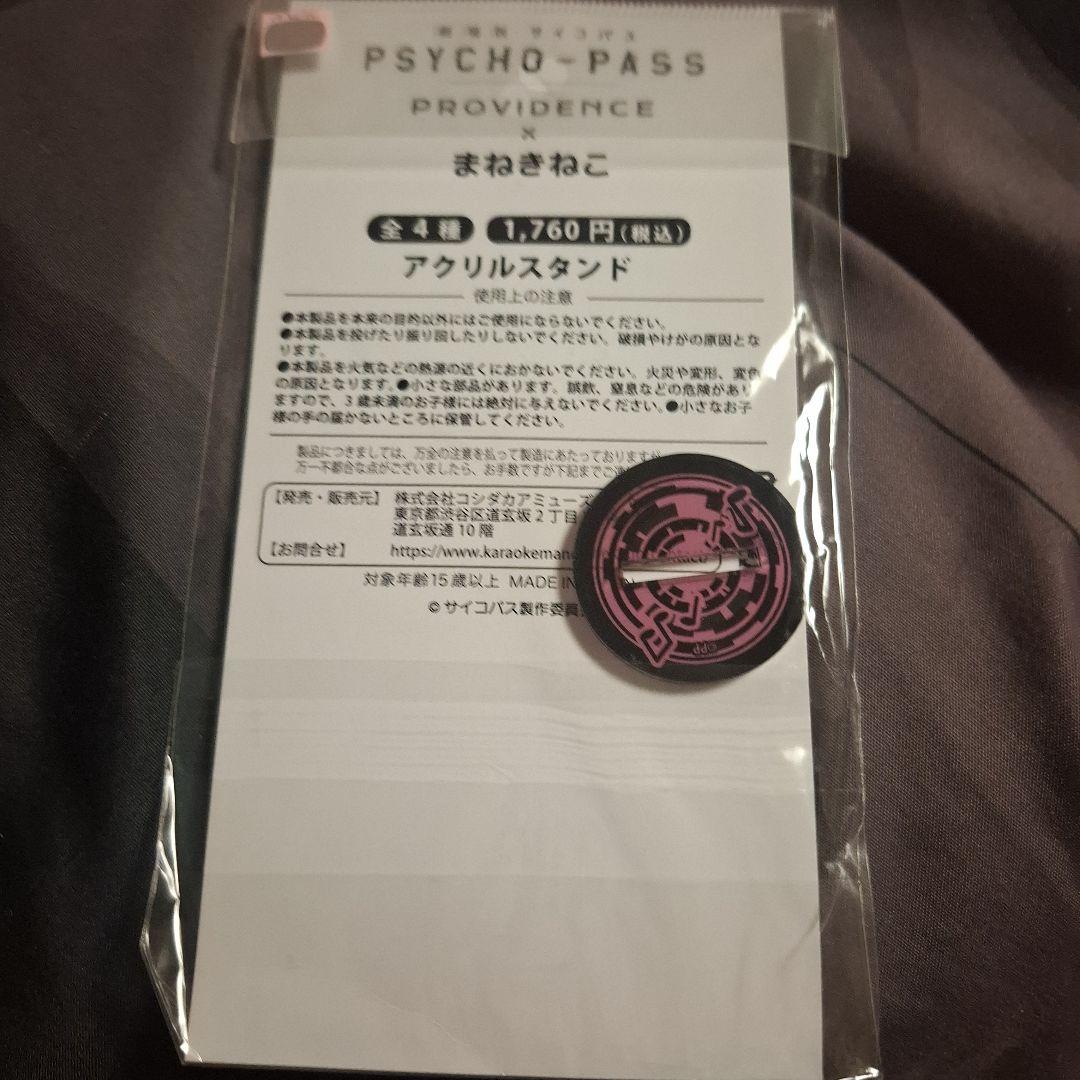 劇場版 サイコパス
PSYCHO-PASS
PROVIDENCE
×
まねきねこ
全4種 1,760円(税込)
アクリルスタンド
使用上の注意
●本製品を本来の目的以外にはご使用にならないでください。
●本製品を投げたり振り回したりしないでください。破損やけがの原因とな
ります。
●本製品を火気などの熱源の近くにおかないでください。火災や変形、変色
の原因となります。●小さな部品があります。誤飲、窒息などの危険があり
ますので、3歳未満のお子様には絶対に与えないでください。●小さなお子
様の手の届かないところに保管してください。
製品につきましては、万全の注意を払って製造にあたっておりますが
万一不都合な点がございましたら、お手数ですが下記までご
【発売・販売元】 株式会社コシダカアミューズ
東京都渋谷区道玄坂2丁目
道玄坂通10階
【お問合せ】 https://www.karaokeman
対象年齢15歳以上 MADE IN
©サイコパス製作委員
©PP